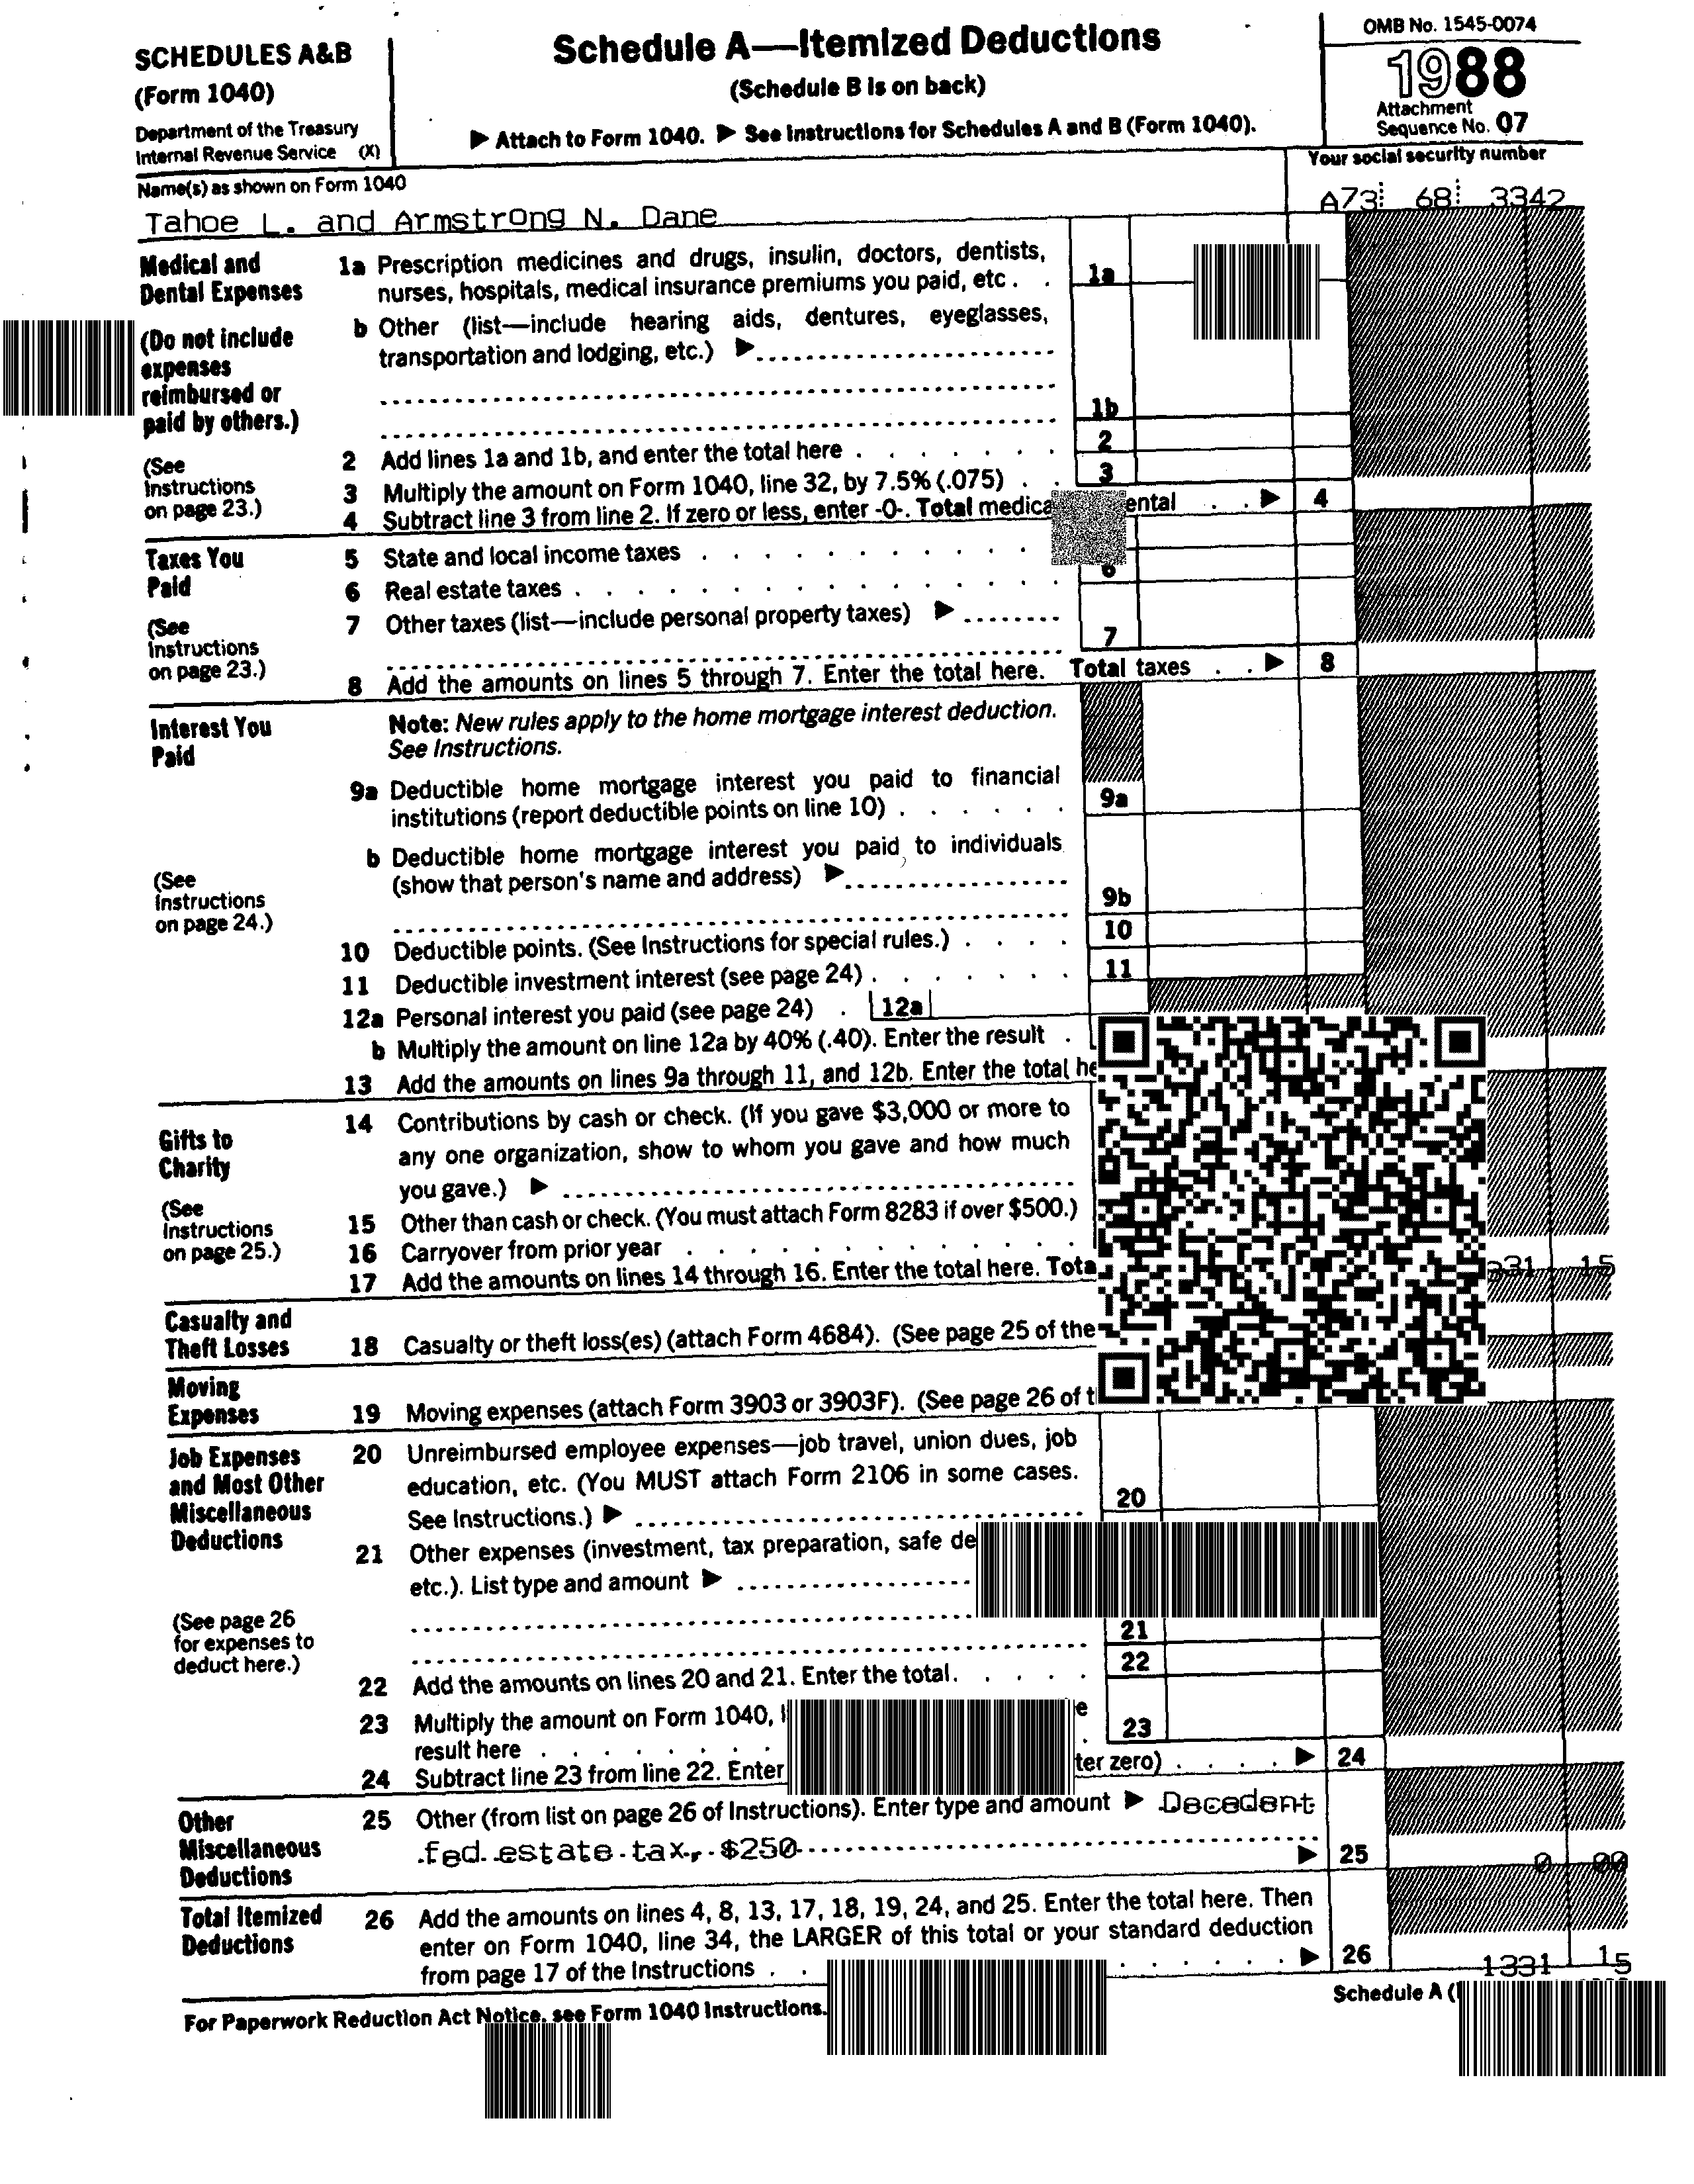 SCHEDULES A&B
(Form 1040)
Department of the Treasury
Internal Revenue Service (X)
Schedule A—Itemized Deductions
(Schedule B is on back)
▶ Attach to Form 1040. ▶ See Instructions for Schedules A and B (Form 1040).
OMB No. 1545-0074
1988
Attachment
Sequence No. 07
Name(s) as shown on Form 1040
Your social security number
Tahoe L. and Armstrong N. Dane
A73 68 3342
Medical and
Dental Expenses
(Do not include
expenses
reimbursed or
paid by others.)
(See
Instructions
on page 23.)
1a Prescription medicines and drugs, insulin, doctors, dentists,
nurses, hospitals, medical insurance premiums you paid, etc . . 1a
b Other (list—include hearing aids, dentures, eyeglasses,
transportation and lodging, etc.) ▶
1b
2 Add lines 1a and 1b, and enter the total here . . . . . . . 2
3 Multiply the amount on Form 1040, line 32, by 7.5% (.075) . . 3
4 Subtract line 3 from line 2. If zero or less, enter -0-. Total medica ental . . ▶ 4
Taxes You
Paid
(See
Instructions
on page 23.)
5 State and local income taxes . . . . . . . . . . .
6 Real estate taxes . . . . . . . . . . . . . . 6
7 Other taxes (list—include personal property taxes) ▶
7
8 Add the amounts on lines 5 through 7. Enter the total here. Total taxes . . ▶ 8
Interest You
Paid
(See
Instructions
on page 24.)
Note: New rules apply to the home mortgage interest deduction.
See Instructions.
9a Deductible home mortgage interest you paid to financial
institutions (report deductible points on line 10) . . . . . . 9a
b Deductible home mortgage interest you paid to individuals
(show that person's name and address) ▶
9b
10 Deductible points. (See Instructions for special rules.) . . . . 10
11 Deductible investment interest (see page 24) . . . . . . . 11
12a Personal interest you paid (see page 24) . 12a
b Multiply the amount on line 12a by 40% (.40). Enter the result .
13 Add the amounts on lines 9a through 11, and 12b. Enter the total he
Gifts to
Charity
(See
Instructions
on page 25.)
14 Contributions by cash or check. (If you gave $3,000 or more to
any one organization, show to whom you gave and how much
you gave.) ▶
15 Other than cash or check. (You must attach Form 8283 if over $500.)
16 Carryover from prior year . . . . . . . . . . . .
17 Add the amounts on lines 14 through 16. Enter the total here. Tota 331 15
Casualty and
Theft Losses
18 Casualty or theft loss(es) (attach Form 4684). (See page 25 of the
Moving
Expenses
19 Moving expenses (attach Form 3903 or 3903F). (See page 26 of t
Job Expenses
and Most Other
Miscellaneous
Deductions
(See page 26
for expenses to
deduct here.)
20 Unreimbursed employee expenses—job travel, union dues, job
education, etc. (You MUST attach Form 2106 in some cases.
See Instructions.) ▶ 20
21 Other expenses (investment, tax preparation, safe de
etc.). List type and amount ▶
21
22 Add the amounts on lines 20 and 21. Enter the total . . . . . 22
23 Multiply the amount on Form 1040, l e
result here . . . . . . . . 23
24 Subtract line 23 from line 22. Enter ter zero) . . . . ▶ 24
Other
Miscellaneous
Deductions
25 Other (from list on page 26 of Instructions). Enter type and amount ▶ Decedent
fed estate tax, $250 ▶ 25 0 00
Total Itemized
Deductions
26 Add the amounts on lines 4, 8, 13, 17, 18, 19, 24, and 25. Enter the total here. Then
enter on Form 1040, line 34, the LARGER of this total or your standard deduction
from page 17 of the Instructions . . . . . . . . ▶ 26 1331 15
For Paperwork Reduction Act Notice, see Form 1040 Instructions.
Schedule A (